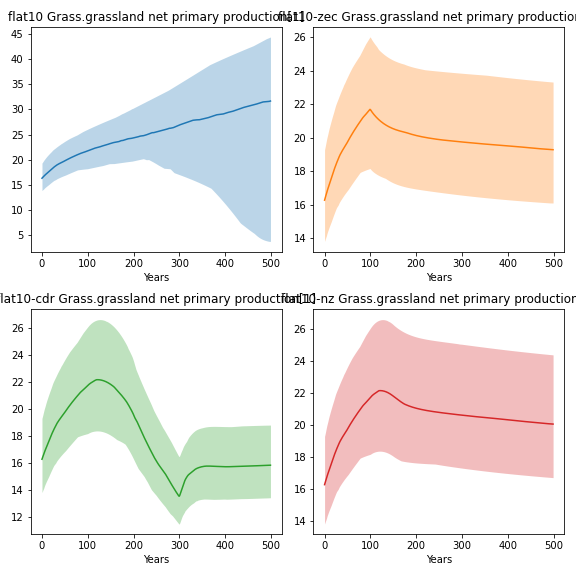 flat10 Grass.grassland net primary production[1]
flat10-zec Grass.grassland net primary production
45
40
35
30
25
20
15
10
5
0 100 200 300 400 500
Years
26
24
22
20
18
16
14
0 100 200 300 400 500
Years
flat10-cdr Grass.grassland net primary production[1]
flat10-nz Grass.grassland net primary production
26
24
22
20
18
16
14
12
0 100 200 300 400 500
Years
26
24
22
20
18
16
14
0 100 200 300 400 500
Years